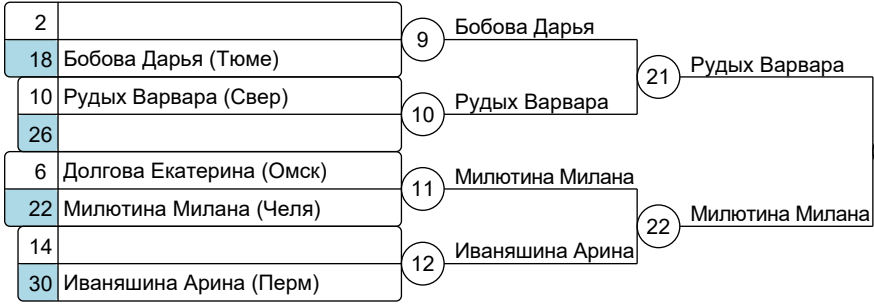 2
18 Бобова Дарья (Тюме)
9 Бобова Дарья
10 Рудых Варвара (Свер)
26
10 Рудых Варвара
21 Рудых Варвара
6 Долгова Екатерина (Омск)
22 Милютина Милана (Челя)
11 Милютина Милана
14
30 Иваняшина Арина (Перм)
12 Иваняшина Арина
22 Милютина Милана